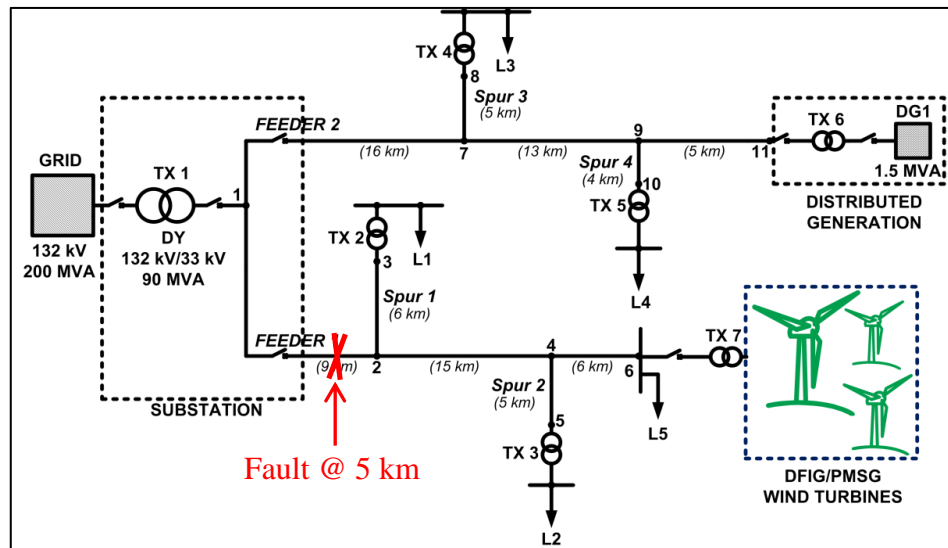 TX 4
L3
8
Spur 3
(5 km)
FEEDER 2
(16 km)
7
(13 km)
9
(5 km)
11
TX 6
DG1
1.5 MVA
DISTRIBUTED
GENERATION
Spur 4
(4 km)
10
TX 5
L4
GRID
132 kV
200 MVA
TX 1
1
DY
132 kV/33 kV
90 MVA
TX 2
L1
3
Spur 1
(6 km)
FEEDER
(9 km)
2
(15 km)
4
(6 km)
6
TX 7
L5
Spur 2
(5 km)
5
TX 3
L2
SUBSTATION
Fault @ 5 km
DFIG/PMSG
WIND TURBINES